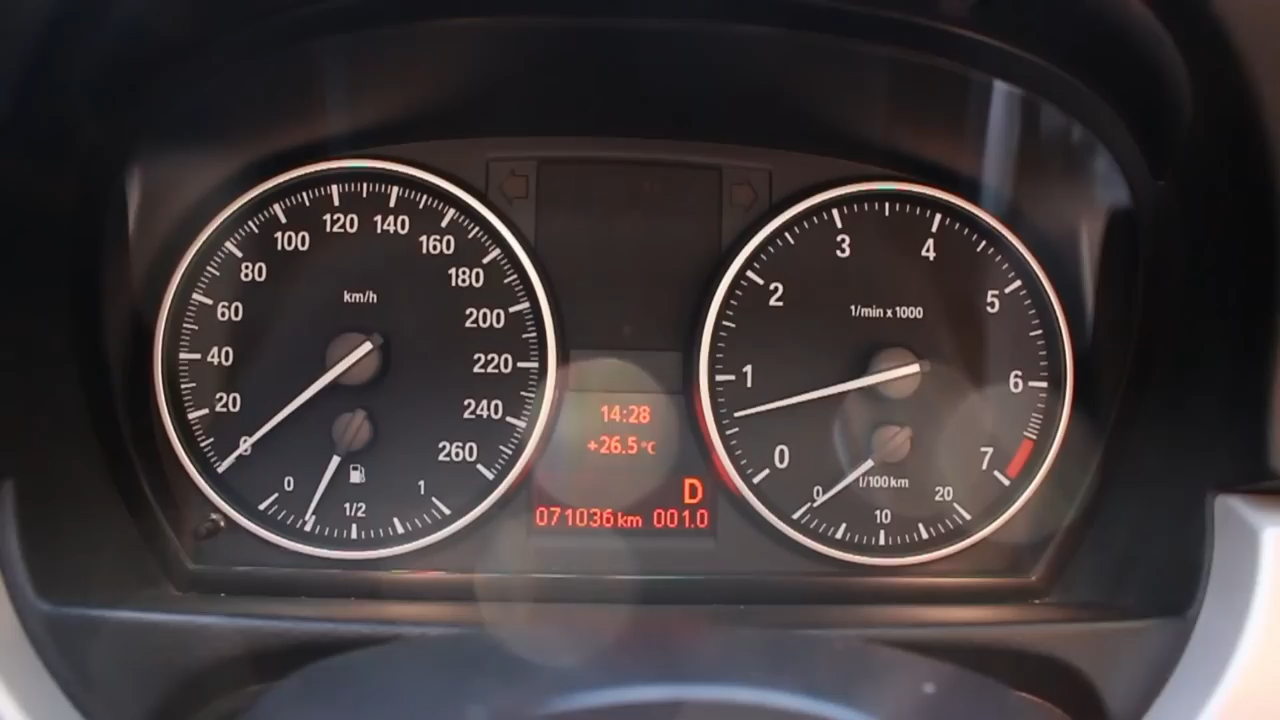 120 140
100 160
80 180
60 200
40 220
20 240
0 260
km/h
0 1/2 1
14:28
+26.5°C
D
071036 km 001.0
3 4
2 5
1 6
0 7
1/min x 1000
l/100 km
0 10 20